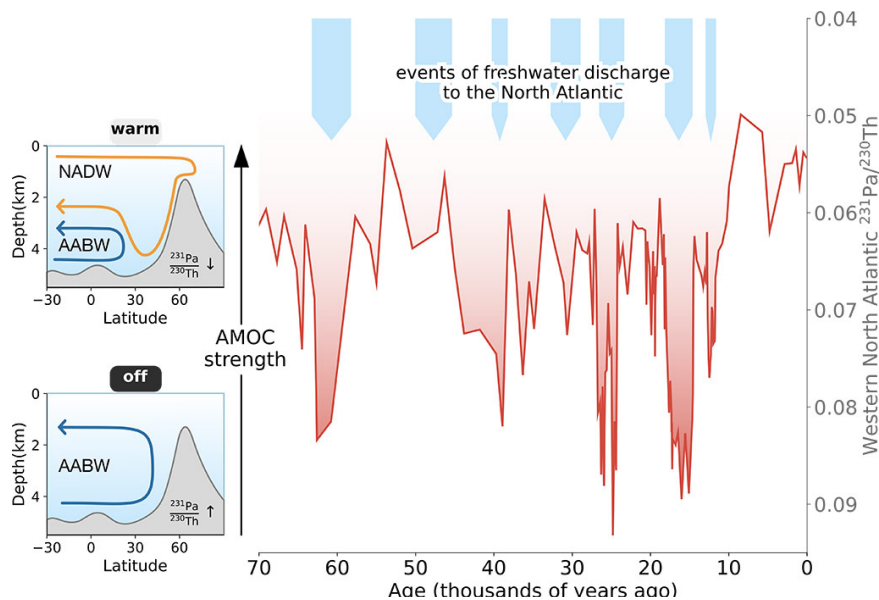 events of freshwater discharge
to the North Atlantic
warm
0
2
4
Depth(km)
NADW
AABW
²³¹Pa
²³⁰Th ↓
−30 0 30 60
Latitude
AMOC
strength
off
0
2
4
Depth(km)
AABW
²³¹Pa
²³⁰Th ↑
−30 0 30 60
Latitude
70 60 50 40 30 20 10 0
Age (thousands of years ago)
0.04
0.05
0.06
0.07
0.08
0.09
Western North Atlantic ²³¹Pa/²³⁰Th